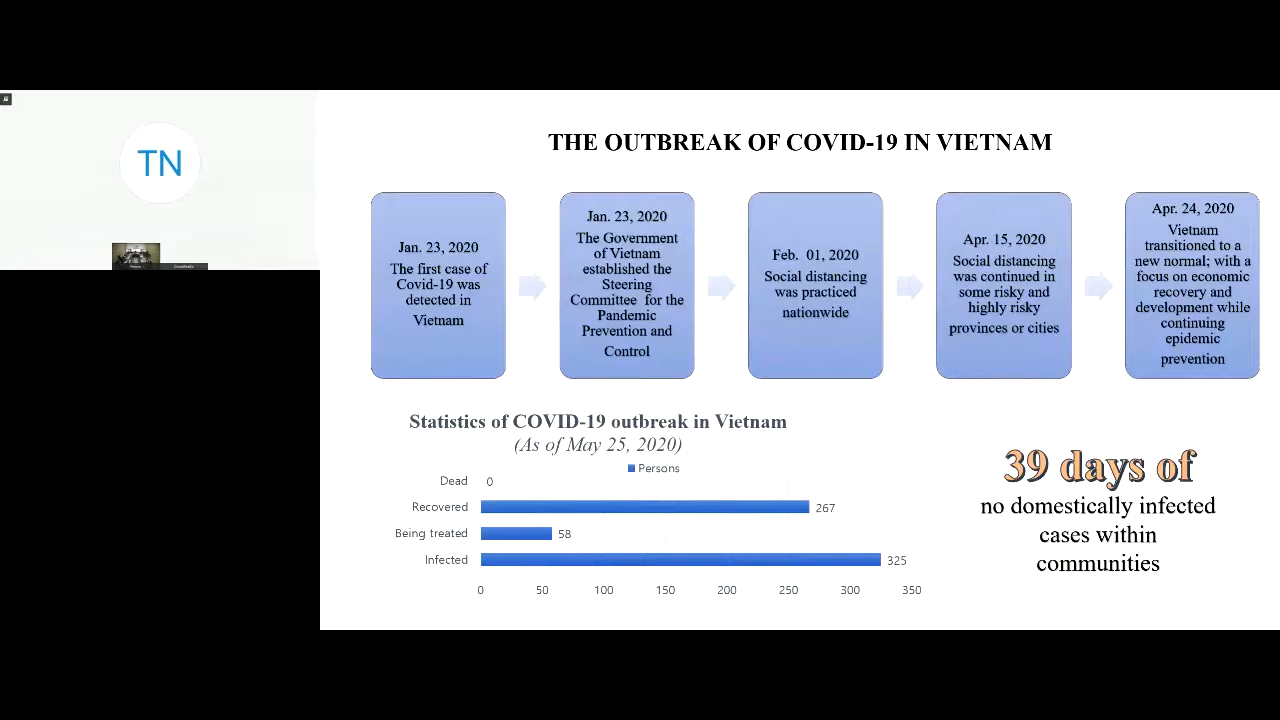 TN
THE OUTBREAK OF COVID-19 IN VIETNAM
Jan. 23, 2020
The first case of
Covid-19 was
detected in
Vietnam
Jan. 23, 2020
The Government
of Vietnam
established the
Steering
Committee for the
Pandemic
Prevention and
Control
Feb. 01, 2020
Social distancing
was practiced
nationwide
Apr. 15, 2020
Social distancing
was continued in
some risky and
highly risky
provinces or cities
Apr. 24, 2020
Vietnam
transitioned to a
new normal; with a
focus on economic
recovery and
development while
continuing
epidemic
prevention
Statistics of COVID-19 outbreak in Vietnam
(As of May 25, 2020)
Persons
Dead 0
Recovered 267
Being treated 58
Infected 325
0 50 100 150 200 250 300 350
39 days of
no domestically infected
cases within
communities